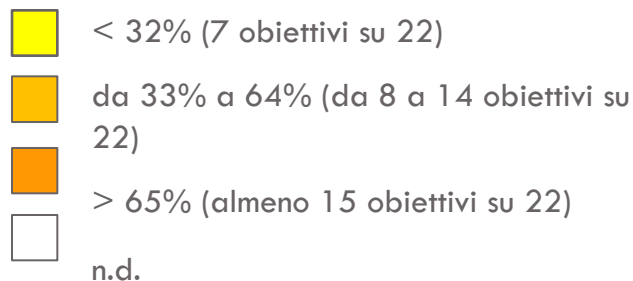 < 32% (7 obiettivi su 22)
da 33% a 64% (da 8 a 14 obiettivi su
22)
> 65% (almeno 15 obiettivi su 22)
n.d.